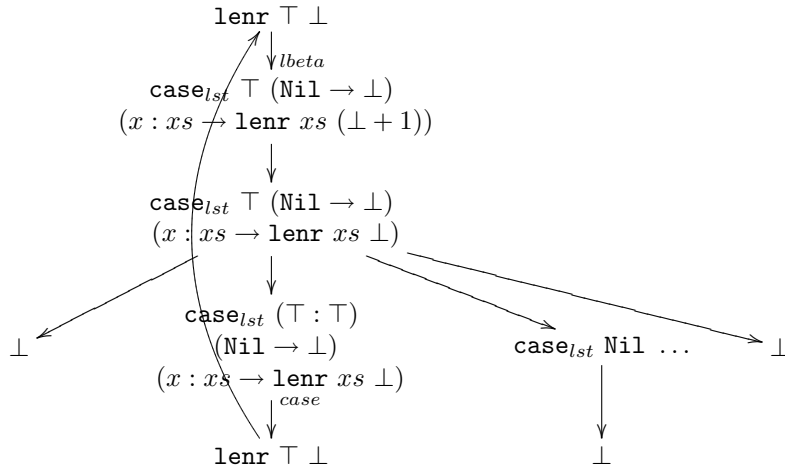 lenr ⊤ ⊥
lbeta
case_lst ⊤ (Nil → ⊥)
(x : xs → lenr xs (⊥ + 1))
case_lst ⊤ (Nil → ⊥)
(x : xs → lenr xs ⊥)
case_lst (⊤ : ⊤)
⊥ (Nil → ⊥) case_lst Nil … ⊥
(x : xs → lenr xs ⊥)
case
lenr ⊤ ⊥ ⊥